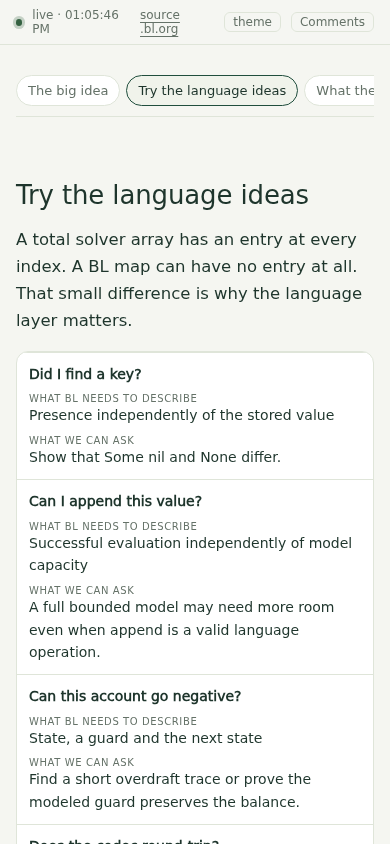 live · 01:05:46 PM
source.bl.org
theme
Comments
The big idea
Try the language ideas
What the
Try the language ideas
A total solver array has an entry at every
index. A BL map can have no entry at all.
That small difference is why the language
layer matters.
Did I find a key?
WHAT BL NEEDS TO DESCRIBE
Presence independently of the stored value
WHAT WE CAN ASK
Show that Some nil and None differ.
Can I append this value?
WHAT BL NEEDS TO DESCRIBE
Successful evaluation independently of model
capacity
WHAT WE CAN ASK
A full bounded model may need more room
even when append is a valid language
operation.
Can this account go negative?
WHAT BL NEEDS TO DESCRIBE
State, a guard and the next state
WHAT WE CAN ASK
Find a short overdraft trace or prove the
modeled guard preserves the balance.
Does the codec round trip?